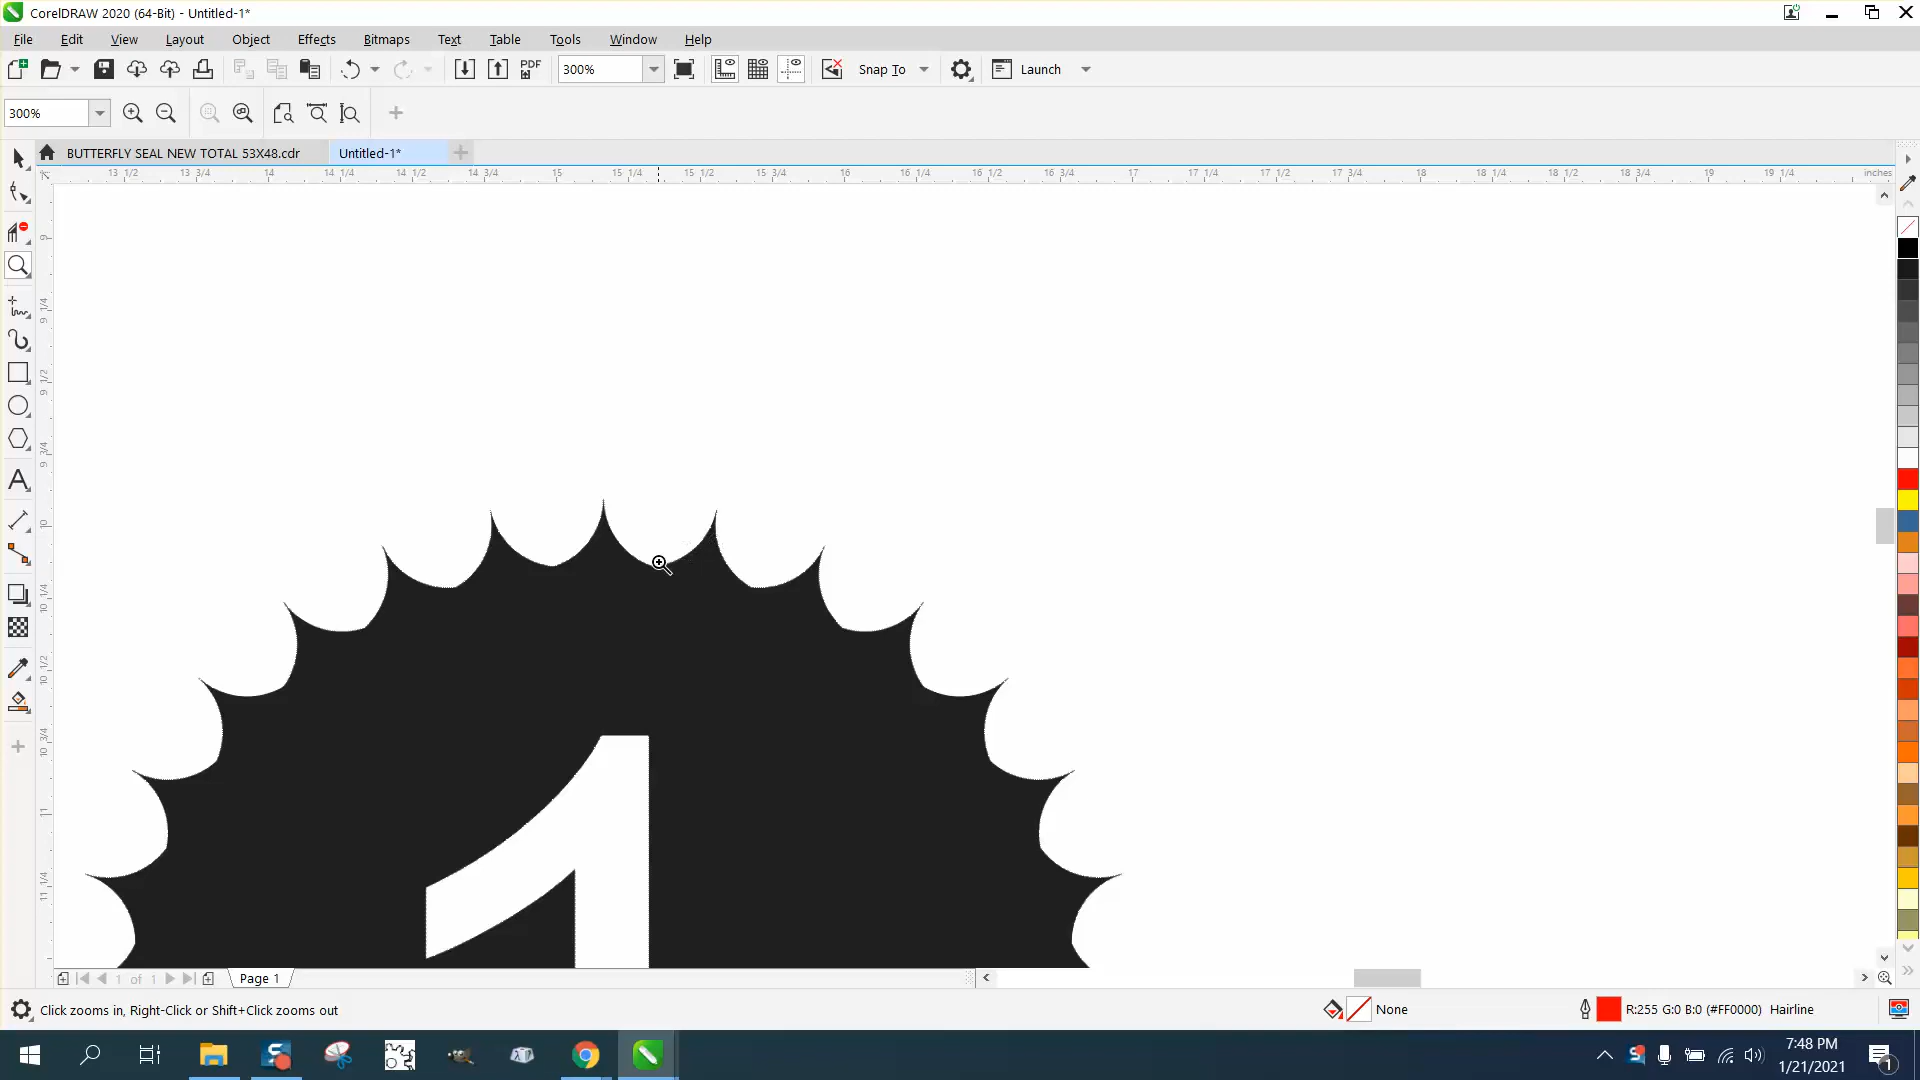 CorelDRAW 2020 (64-Bit) - Untitled-1*
File Edit View Layout Object Effects Bitmaps Text Table Tools Window Help
PDF 300% Snap To Launch
300%
BUTTERFLY SEAL NEW TOTAL 53X48.cdr Untitled-1*
13 1/2 13 3/4 14 14 1/4 14 1/2 14 3/4 15 15 1/4 15 1/2 15 3/4 16 16 1/4 16 1/2 16 3/4 17 17 1/4 17 1/2 17 3/4 18 18 1/4 18 1/2 18 3/4 19 19 1/4 inches
9
9 1/4
9 1/2
9 3/4
10
10 1/4
10 1/2
10 3/4
11
11 1/4
1
1 of 1 Page 1
Click zooms in, Right-Click or Shift+Click zooms out None R:255 G:0 B:0 (#FF0000) Hairline
7:48 PM
1/21/2021
1